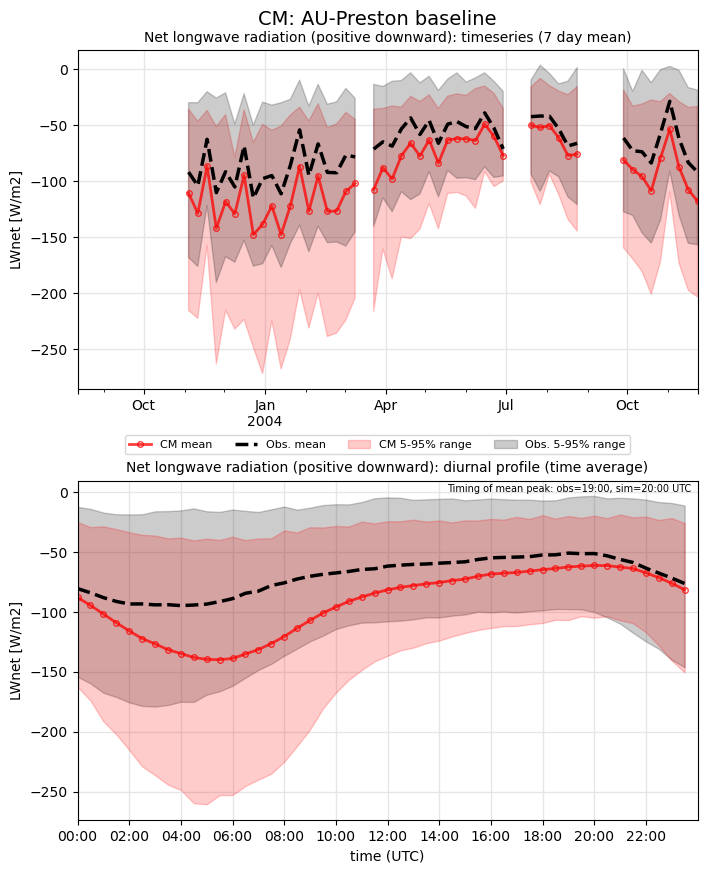 CM: AU-Preston baseline
Net longwave radiation (positive downward): timeseries (7 day mean)
0
−50
−100
−150
−200
−250
LWnet [W/m2]
Oct
Jan
2004
Apr
Jul
Oct
CM mean
Obs. mean
CM 5-95% range
Obs. 5-95% range
Net longwave radiation (positive downward): diurnal profile (time average)
Timing of mean peak: obs=19:00, sim=20:00 UTC
0
−50
−100
−150
−200
−250
LWnet [W/m2]
00:00
02:00
04:00
06:00
08:00
10:00
12:00
14:00
16:00
18:00
20:00
22:00
time (UTC)